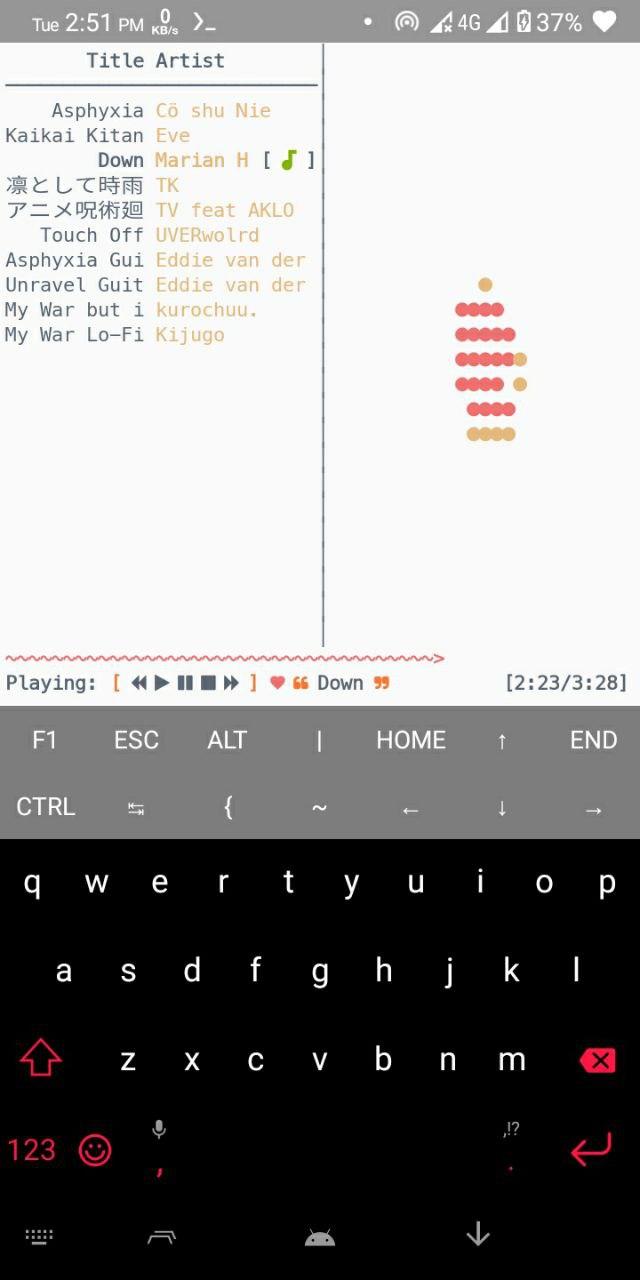 Tue 2:51 PM 0 KB/s 4G 37%
Title Artist
Asphyxia Cö shu Nie
Kaikai Kitan Eve
Down Marian H [ ]
凛として時雨 TK
アニメ呪術廻 TV feat AKLO
Touch Off UVERwolrd
Asphyxia Gui Eddie van der
Unravel Guit Eddie van der
My War but i kurochuu.
My War Lo-Fi Kijugo
~~~~~~~~~~~~~~~~~~~~~~~~~~~~~~~~~~~~~>
Playing: [ ⏪ ▶ ⏸ ⏹ ⏩ ] ♥ ❝ Down ❞ [2:23/3:28]
F1 ESC ALT | HOME ↑ END
CTRL ↹ { ~ ← ↓ →
q w e r t y u i o p
a s d f g h j k l
z x c v b n m
,!?
123 , .